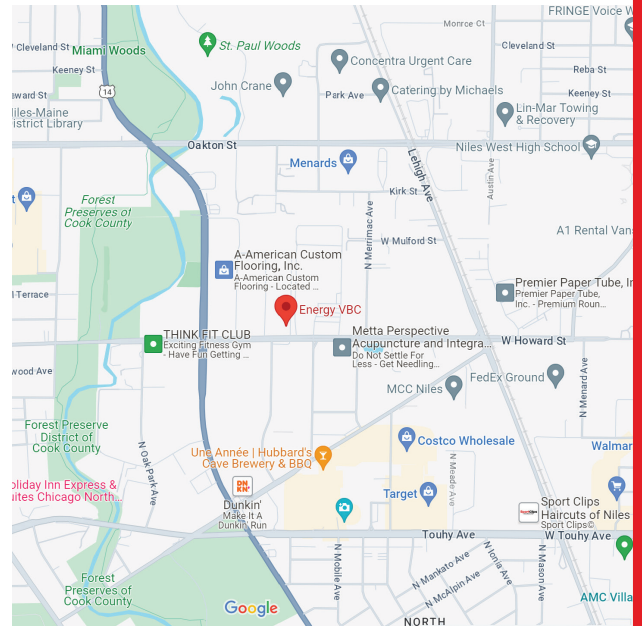 FRINGE Voice W
Monroe Ct
Cleveland St
Miami Woods
Keeney St
St. Paul Woods
Cleveland St
Concentra Urgent Care
Reba St
14
John Crane
Park Ave
Catering by Michaels
Keeney St
ward St
Niles-Maine
istrict Library
Lin-Mar Towing
& Recovery
Oakton St
Niles West High School
Menards
Lehigh Ave
Austin Ave
Kirk St
Forest
Preserves of
Cook County
N Merrimac Ave
W Mulford St
A1 Rental Vans
A-American Custom
Flooring, Inc.
A-American Custom
Flooring - Located ...
l Terrace
Premier Paper Tube, In
Premier Paper Tube,
Inc. - Premium Roun...
Energy VBC
THINK FIT CLUB
Exciting Fitness Gym
- Have Fun Getting ...
Metta Perspective
Acupuncture and Integra...
Do Not Settle For
Less - Get Needling...
W Howard St
wood Ave
FedEx Ground
MCC Niles
N Menard Ave
Forest Preserve
District of
Cook County
N Oak Park Ave
Une Année | Hubbard's
Cave Brewery & BBQ
Costco Wholesale
Walmar
N Meade Ave
oliday Inn Express &
uites Chicago North...
DN
KN'
Dunkin'
Make It A
Dunkin' Run
Target
Sport Clips
Haircuts of Niles
Sport Clips©
Touhy Ave
W Touhy Ave
N Mobile Ave
N Mankato Ave
N McAlpin Ave
N Ionia Ave
N Mason Ave
Forest
Preserves of
Cook County
AMC Villa
Google
NORTH